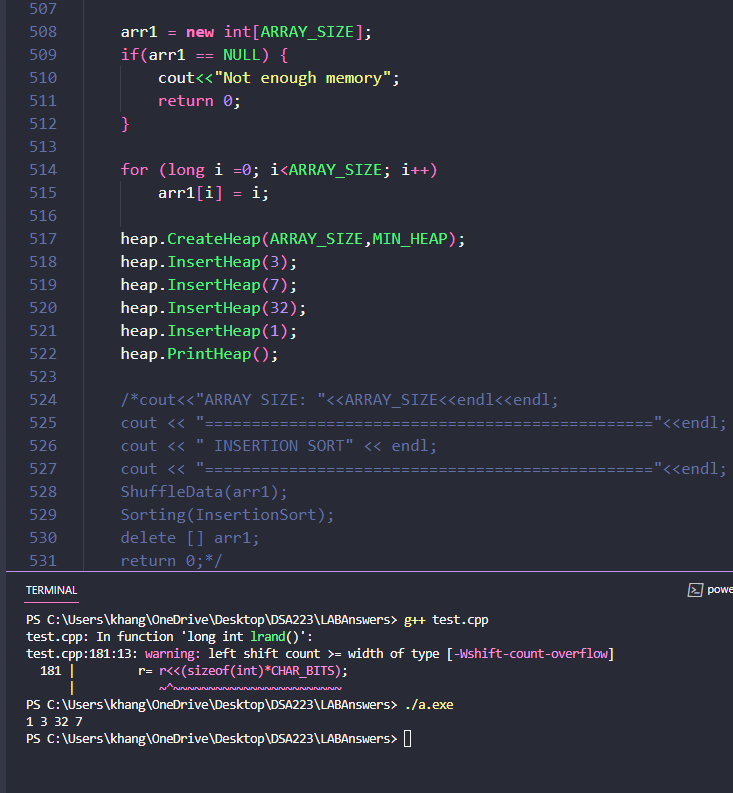 507
508 arr1 = new int[ARRAY_SIZE];
509 if(arr1 == NULL) {
510 cout<<"Not enough memory";
511 return 0;
512 }
513
514 for (long i =0; i<ARRAY_SIZE; i++)
515 arr1[i] = i;
516
517 heap.CreateHeap(ARRAY_SIZE,MIN_HEAP);
518 heap.InsertHeap(3);
519 heap.InsertHeap(7);
520 heap.InsertHeap(32);
521 heap.InsertHeap(1);
522 heap.PrintHeap();
523
524 /*cout<<"ARRAY SIZE: "<<ARRAY_SIZE<<endl<<endl;
525 cout << "================================================"<<endl;
526 cout << " INSERTION SORT" << endl;
527 cout << "================================================"<<endl;
528 ShuffleData(arr1);
529 Sorting(InsertionSort);
530 delete [] arr1;
531 return 0;*/
TERMINAL
powe
PS C:\Users\khang\OneDrive\Desktop\DSA223\LABAnswers> g++ test.cpp
test.cpp: In function 'long int lrand()':
test.cpp:181:13: warning: left shift count >= width of type [-Wshift-count-overflow]
181 | r= r<<(sizeof(int)*CHAR_BITS);
| ~^~~~~~~~~~~~~~~~~~~~~~~~~
PS C:\Users\khang\OneDrive\Desktop\DSA223\LABAnswers> ./a.exe
1 3 32 7
PS C:\Users\khang\OneDrive\Desktop\DSA223\LABAnswers>